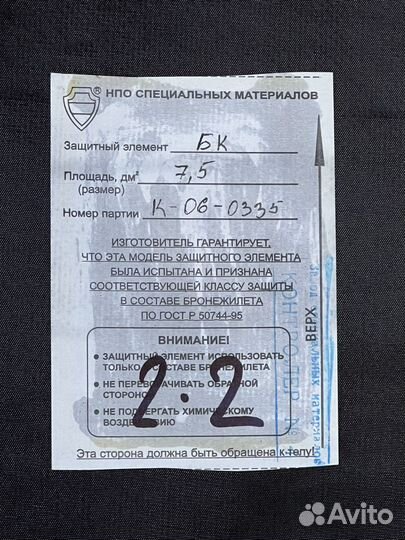 ® НПО СПЕЦИАЛЬНЫХ МАТЕРИАЛОВ
Защитный элемент БК
Площадь, дм² 7,5
(размер)
Номер партии К-06-0335
ИЗГОТОВИТЕЛЬ ГАРАНТИРУЕТ,
ЧТО ЭТА МОДЕЛЬ ЗАЩИТНОГО ЭЛЕМЕНТА
БЫЛА ИСПЫТАНА И ПРИЗНАНА
СООТВЕТСТВУЮЩЕЙ КЛАССУ ЗАЩИТЫ
В СОСТАВЕ БРОНЕЖИЛЕТА
ПО ГОСТ Р 50744-95
ВНИМАНИЕ!
• ЗАЩИТНЫЙ ЭЛЕМЕНТ ИСПОЛЬЗОВАТЬ
ТОЛЬКО В СОСТАВЕ БРОНЕЖИЛЕТА
• НЕ ПЕРЕВОРАЧИВАТЬ ОБРАТНОЙ
СТОРОНОЙ
• НЕ ПОДВЕРГАТЬ ХИМИЧЕСКОМУ
ВОЗДЕЙСТВИЮ
2.2
Эта сторона должна быть обращена к телу!
ВЕРХ
КОНТРОЛЕР №
Avito